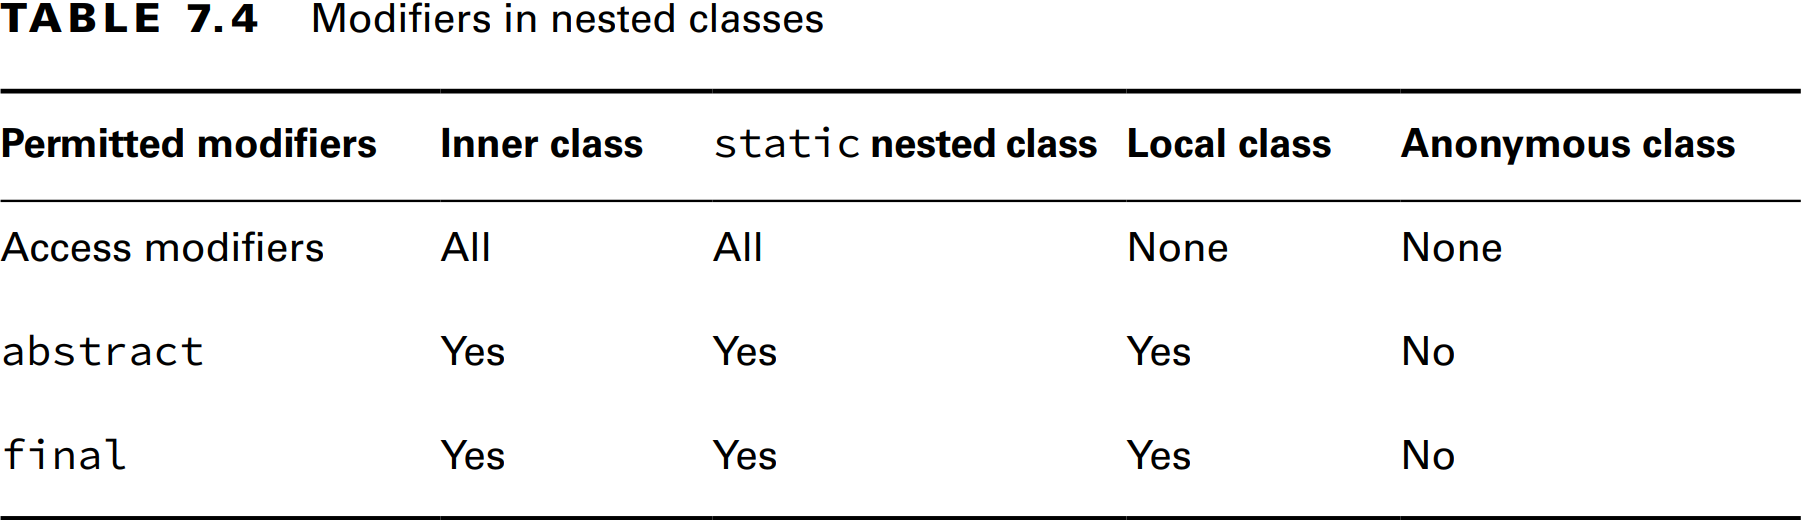 TABLE 7.4 Modifiers in nested classes
Permitted modifiers Inner class static nested class Local class Anonymous class
Access modifiers All All None None
abstract Yes Yes Yes No
final Yes Yes Yes No